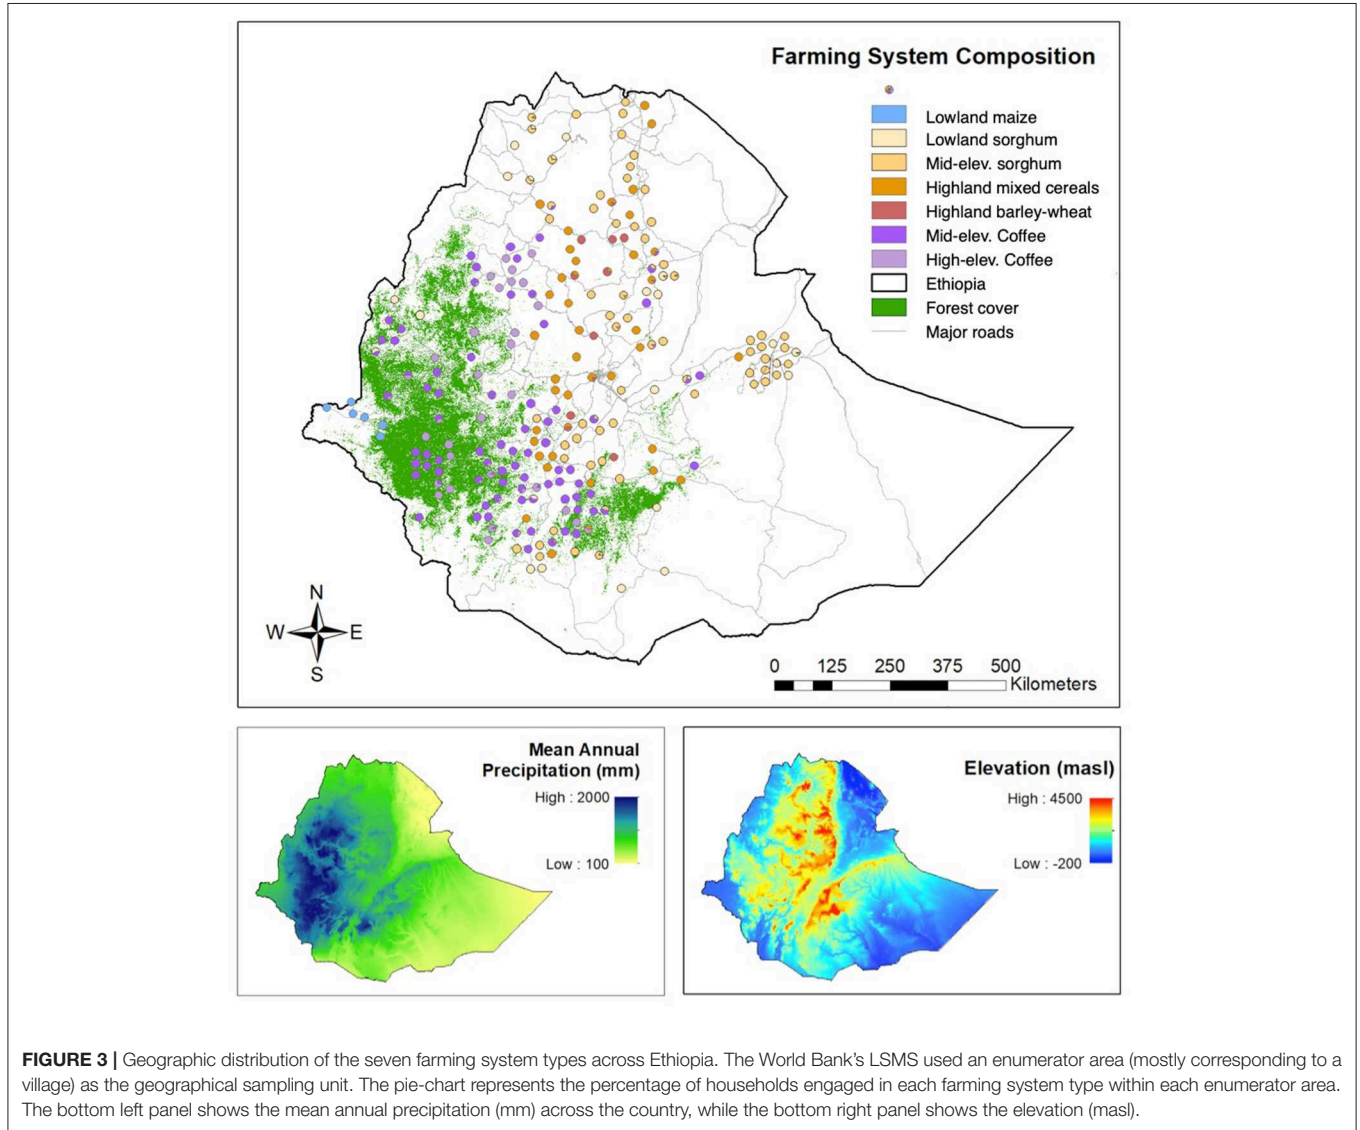 Farming System Composition
Lowland maize
Lowland sorghum
Mid-elev. sorghum
Highland mixed cereals
Highland barley-wheat
Mid-elev. Coffee
High-elev. Coffee
Ethiopia
Forest cover
Major roads
N
W E
S
0 125 250 375 500
Kilometers
Mean Annual
Precipitation (mm)
High : 2000
Low : 100
Elevation (masl)
High : 4500
Low : -200
FIGURE 3 | Geographic distribution of the seven farming system types across Ethiopia. The World Bank’s LSMS used an enumerator area (mostly corresponding to a
village) as the geographical sampling unit. The pie-chart represents the percentage of households engaged in each farming system type within each enumerator area.
The bottom left panel shows the mean annual precipitation (mm) across the country, while the bottom right panel shows the elevation (masl).